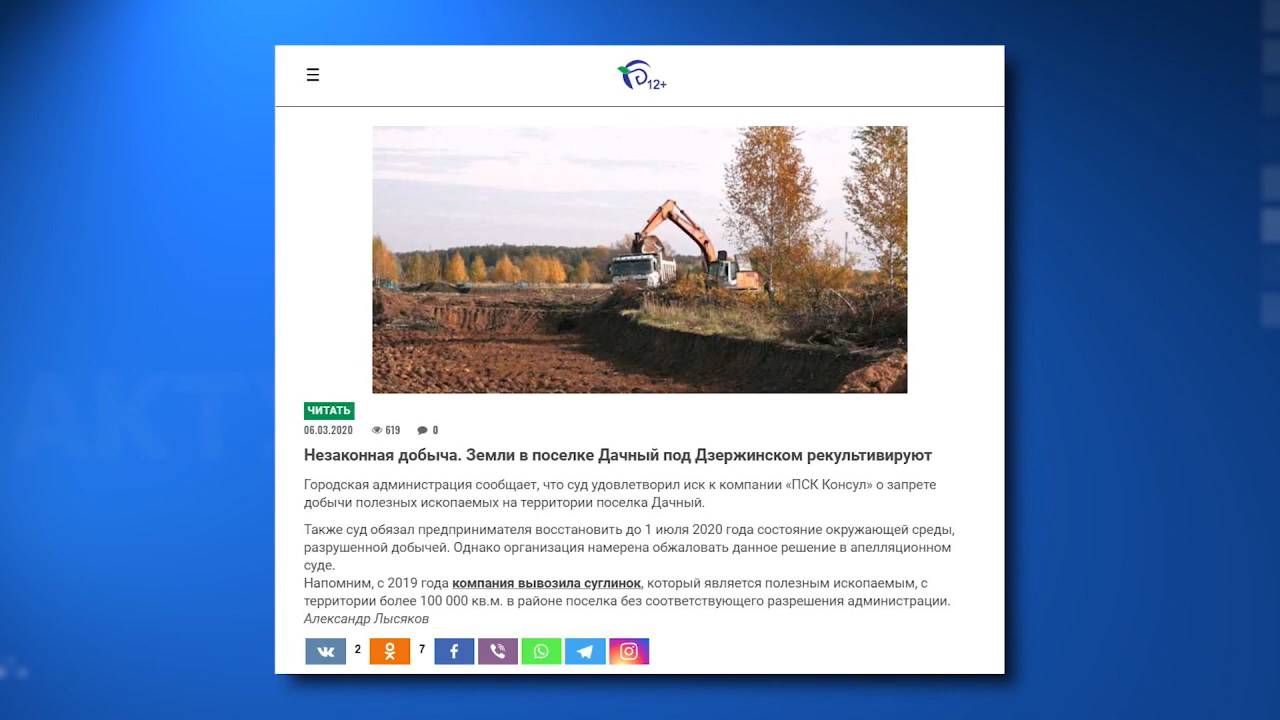 12+
ЧИТАТЬ
06.03.2020 619 0
Незаконная добыча. Земли в поселке Дачный под Дзержинском рекультивируют
Городская администрация сообщает, что суд удовлетворил иск к компании «ПСК Консул» о запрете
добычи полезных ископаемых на территории поселка Дачный.
Также суд обязал предпринимателя восстановить до 1 июля 2020 года состояние окружающей среды,
разрушенной добычей. Однако организация намерена обжаловать данное решение в апелляционном
суде.
Напомним, с 2019 года компания вывозила суглинок, который является полезным ископаемым, с
территории более 100 000 кв.м. в районе поселка без соответствующего разрешения администрации.
Александр Лысяков
2 7
АКТУ